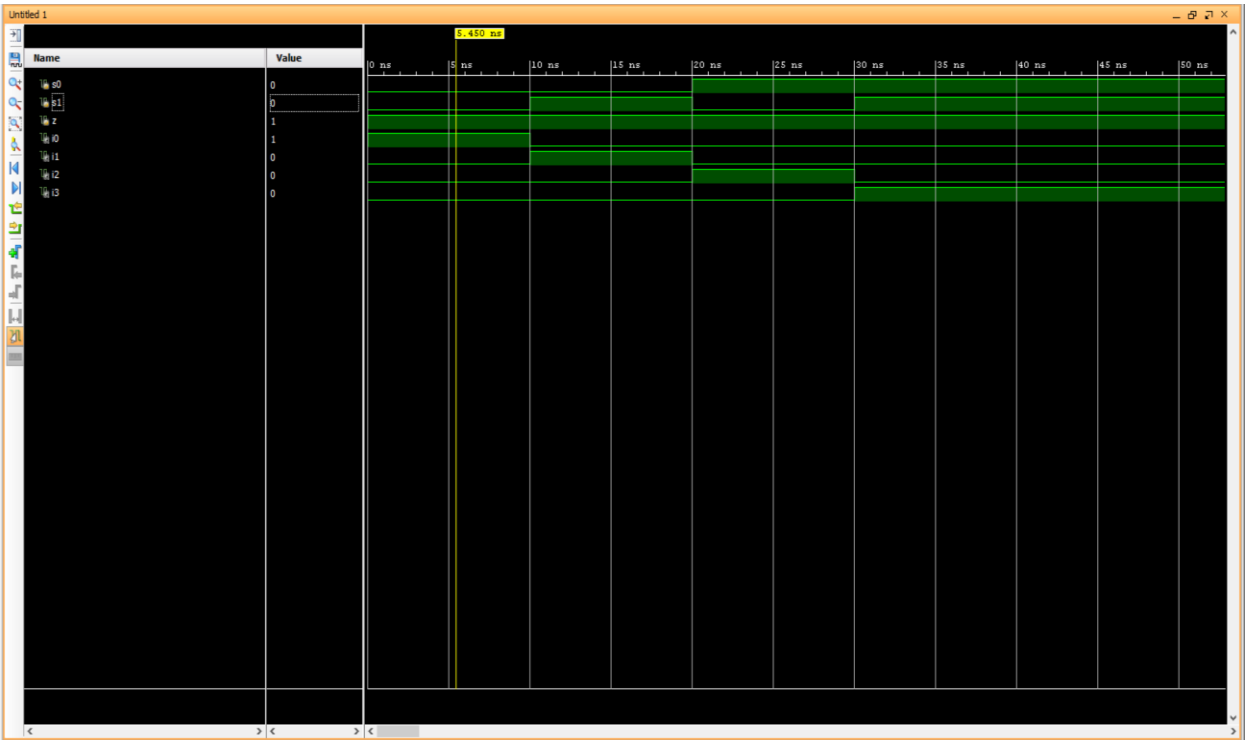 Untitled 1
5.450 ns
Name Value
0 ns 5 ns 10 ns 15 ns 20 ns 25 ns 30 ns 35 ns 40 ns 45 ns 50 ns
s0 0
s1 0
z 1
i0 1
i1 0
i2 0
i3 0